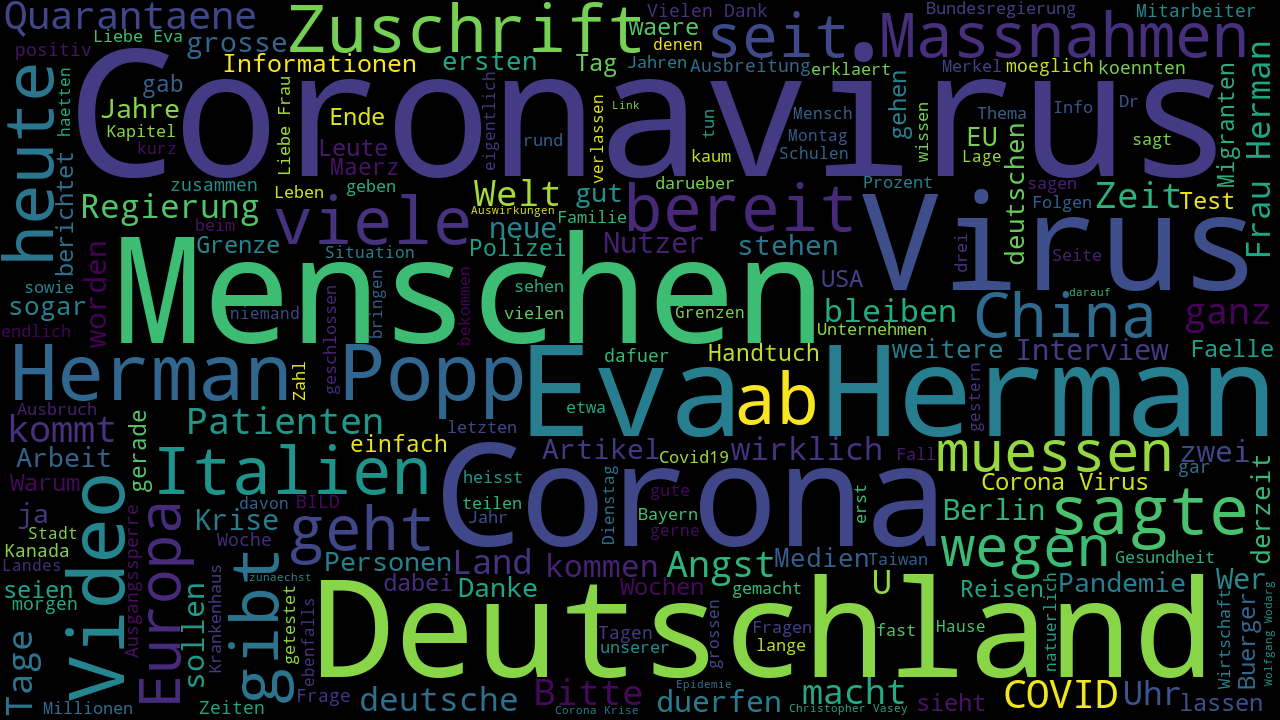 Quarantaene
Zuschrift
seit
Massnahmen
Vielen Dank
Bundesregierung
Mitarbeiter
Liebe Eva
grosse
waere
positiv
denen
Informationen
ersten
Tag
Jahren
Ausbreitung
erklaert
Merkel
moeglich
koennten
heute
haetten
gab
Coronavirus
Jahre
Kapitel
kurz
Liebe Frau
Ende
eigentlich
Link
verlassen
tun
Mensch
gehen
Thema
Info
Dr
Leute
Maerz
rund
kaum
Montag
Schulen
wissen
EU
Lage
deutschen
sagt
Migranten
Frau Herman
berichtet
zusammen
Leben
geben
Welt
gut
darueber
Prozent
sagen
Folgen
Zeit
Test
Regierung
viele
Auswirkungen
Familie
bereit
Virus
beim
neue
worden
Grenze
Situation
Polizei
Nutzer
stehen
drei
Seite
sowie
sogar
endlich
Menschen
niemand
bringen
sehen
vielen
Grenzen
USA
darauf
bleiben
Unternehmen
China
ganz
geschlossen
bekommen
Herman
Popp
Eva
Herman
dafuer
Handtuch
weitere
Interview
Faelle
Zahl
ab
gestern
Ausbruch
kommt
Patienten
etwa
letzten
gerade
einfach
Artikel
wirklich
Fall
muessen
zwei
Arbeit
Italien
Corona
heisst
Covid19
gar
Warum
Video
teilen
gute
Corona Virus
ja
davon
BILD
Jahr
Dienstag
Bayern
gerne
erst
Berlin
sagte
derzeit
Stadt
Kanada
Ausgangssperre
Europa
Krise
Woche
geht
wegen
Landes
Personen
Land
kommen
Angst
Medien
Taiwan
Gesundheit
seien
morgen
sollen
Krankenhaus
gibt
zunaechst
dabei
Danke
Wochen
gemacht
U
Reisen
Pandemie
Wer
Tage
getestet
ebenfalls
Deutschland
Tagen
unserer
grossen
Fragen
lange
fast
Hause
natuerlich
Wirtschaft
Buerger
Wolfgang Wodarg
Millionen
Zeiten
Frage
deutsche
Corona Krise
Bitte
Epidemie
duerfen
macht
Christopher Vasey
sieht
COVID
Uhr
lassen